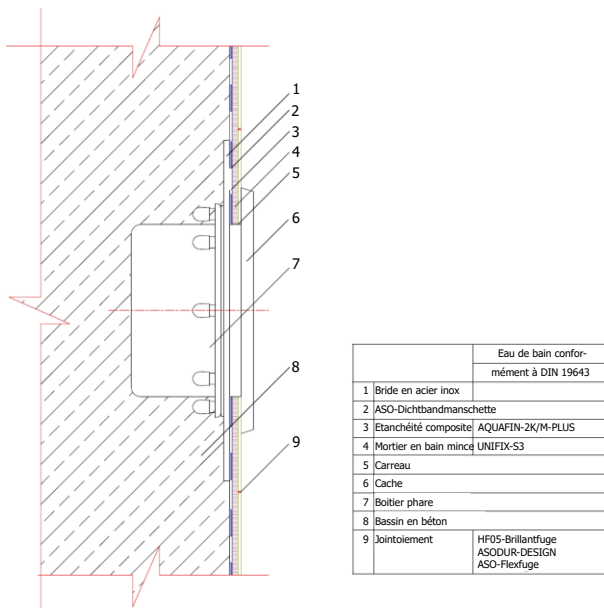 1
2
3
4
5
6
7
8
9
Eau de bain confor-
mément à DIN 19643
1 Bride en acier inox
2 ASO-Dichtbandmanschette
3 Etanchéité composite AQUAFIN-2K/M-PLUS
4 Mortier en bain mince UNIFIX-S3
5 Carreau
6 Cache
7 Boitier phare
8 Bassin en béton
9 Jointoiement HF05-Brillantfuge
ASODUR-DESIGN
ASO-Flexfuge